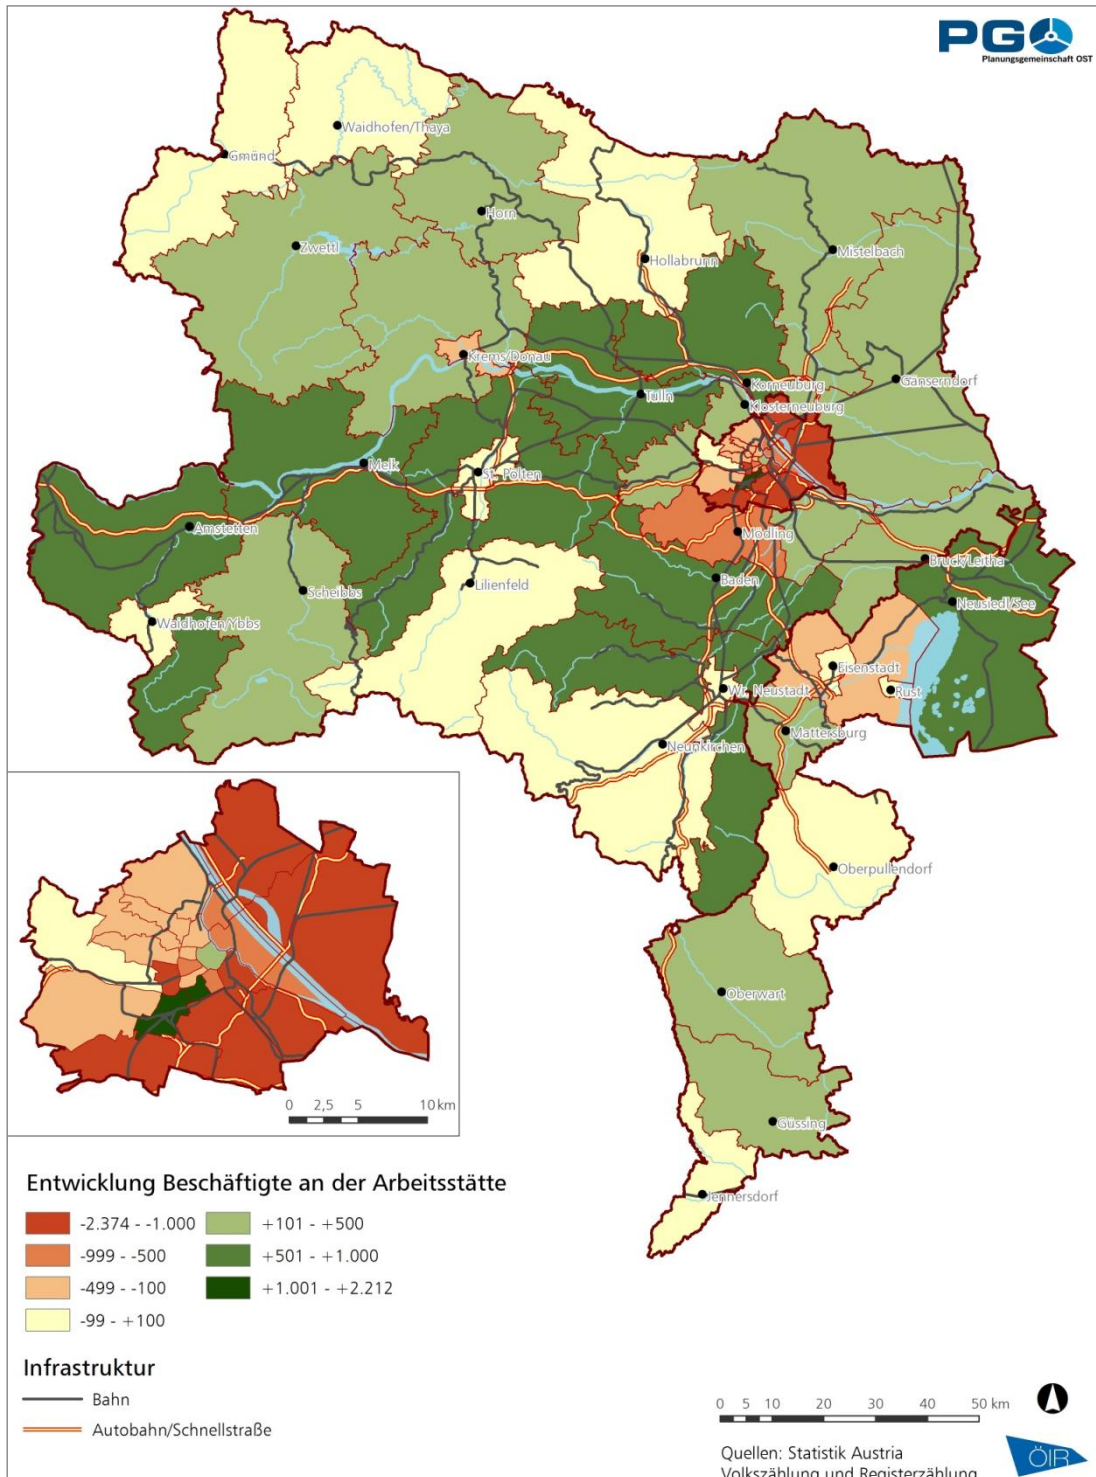 PGO
Planungsgemeinschaft OST
Waidhofen/Thaya
Gmünd
Horn
Zwettl
Mistelbach
Hollabrunn
Krems/Donau
Gänserndorf
Korneuburg
Tulln
Klosterneuburg
Melk
St. Pölten
Amstetten
Mödling
Bruck/Leitha
Baden
Lilienfeld
Scheibbs
Neusiedl/See
Waidhofen/Ybbs
Eisenstadt
Wr. Neustadt
Rust
Mattersburg
Neunkirchen
Oberpullendorf
Oberwart
Güssing
Jennersdorf
0 2,5 5 10 km
Entwicklung Beschäftigte an der Arbeitsstätte
-2.374 - -1.000
-999 - -500
-499 - -100
-99 - +100
+101 - +500
+501 - +1.000
+1.001 - +2.212
Infrastruktur
Bahn
Autobahn/Schnellstraße
0 5 10 20 30 40 50 km
Quellen: Statistik Austria
Volkszählung und Registerzählung
ÖIR